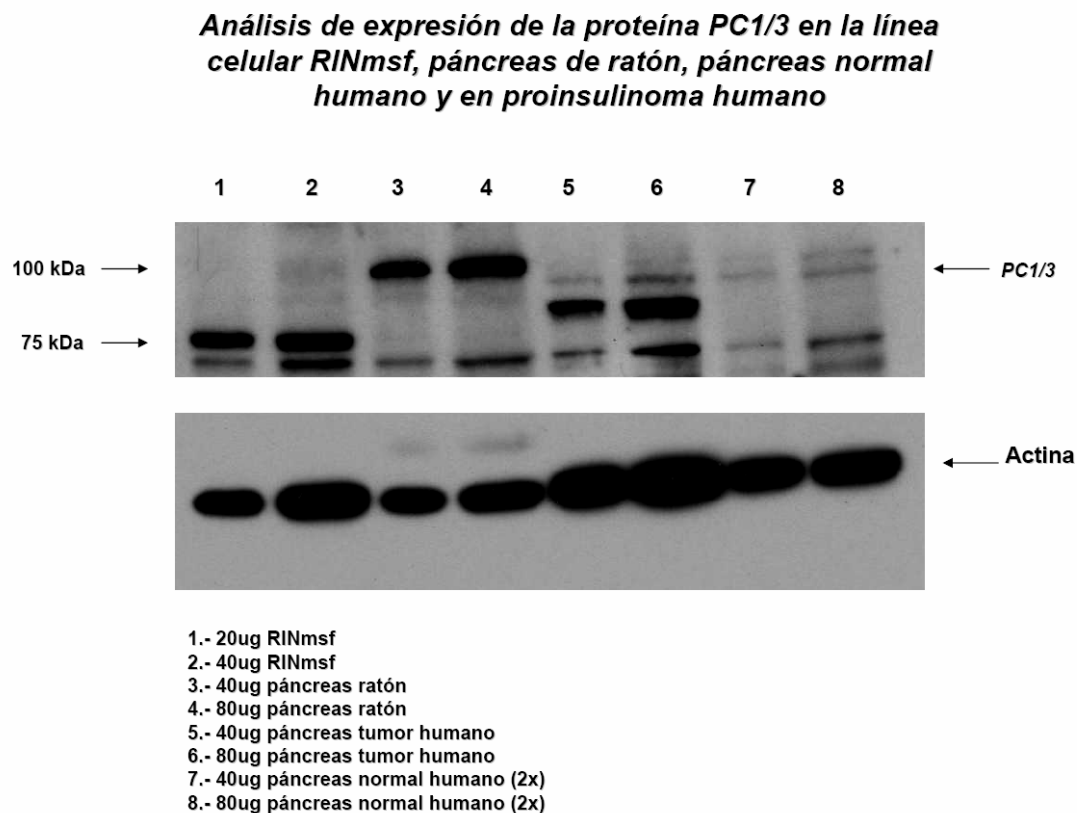 Análisis de expresión de la proteína PC1/3 en la línea
celular RINmsf, páncreas de ratón, páncreas normal
humano y en proinsulinoma humano
1 2 3 4 5 6 7 8
100 kDa
PC1/3
75 kDa
Actina
1.- 20ug RINmsf
2.- 40ug RINmsf
3.- 40ug páncreas ratón
4.- 80ug páncreas ratón
5.- 40ug páncreas tumor humano
6.- 80ug páncreas tumor humano
7.- 40ug páncreas normal humano (2x)
8.- 80ug páncreas normal humano (2x)